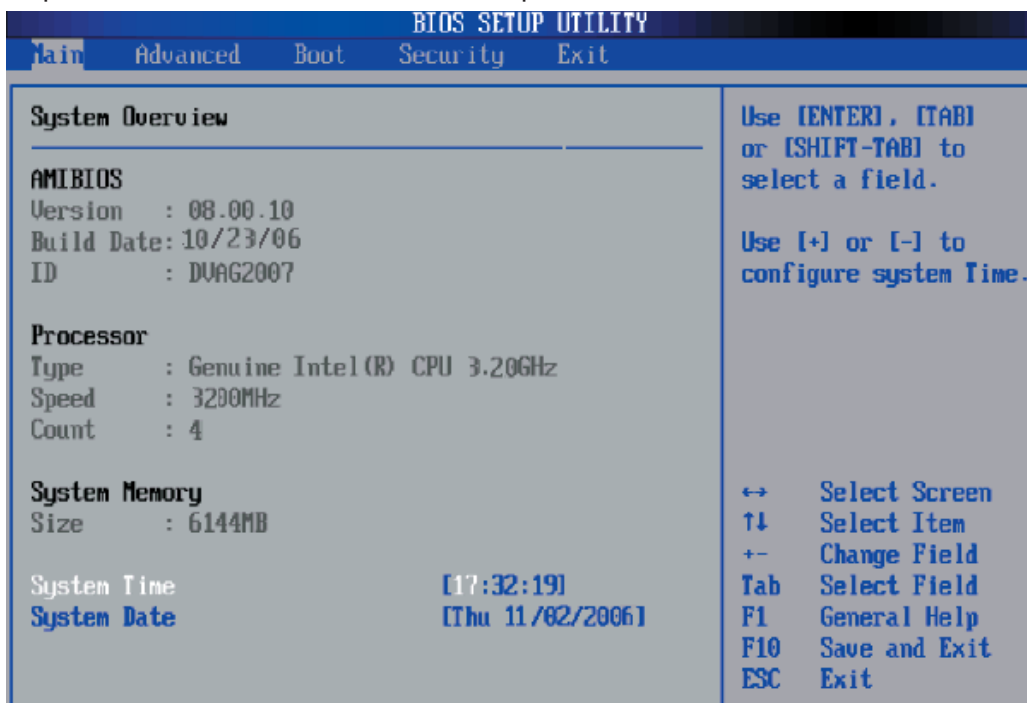 BIOS SETUP UTILITY
Main Advanced Boot Security Exit
System Overview
AMIBIOS
Version : 08.00.10
Build Date: 10/23/06
ID : DVAG2007
Processor
Type : Genuine Intel(R) CPU 3.20GHz
Speed : 3200MHz
Count : 4
System Memory
Size : 6144MB
System Time [17:32:19]
System Date [Thu 11/02/2006]
Use [ENTER], [TAB]
or [SHIFT-TAB] to
select a field.
Use [+] or [-] to
configure system Time.
↔ Select Screen
↑↓ Select Item
+- Change Field
Tab Select Field
F1 General Help
F10 Save and Exit
ESC Exit